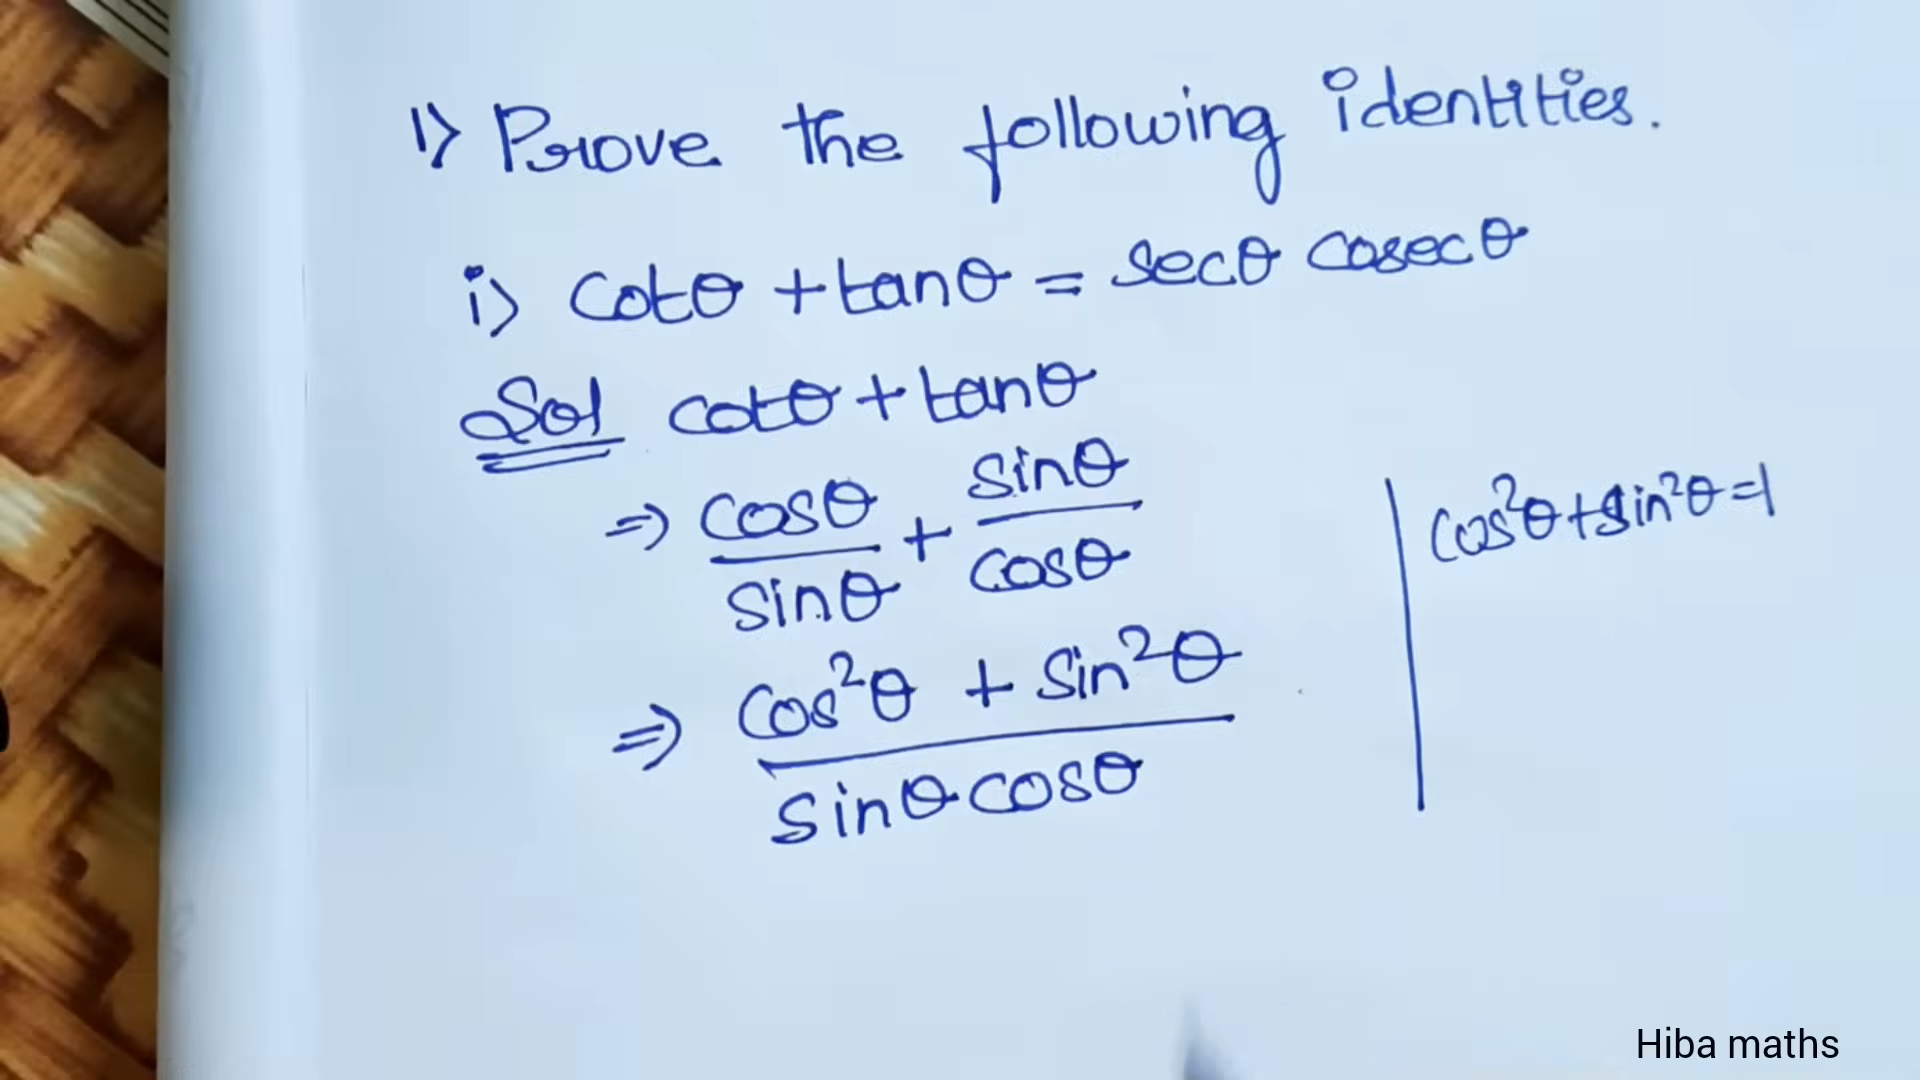 1) Prove the following identities.
i) cotθ + tanθ = secθ cosecθ
Sol cotθ + tanθ
⇒ cosθ/sinθ + sinθ/cosθ
cos²θ + sin²θ = 1
⇒ cos²θ + sin²θ / sinθ cosθ
Hiba maths